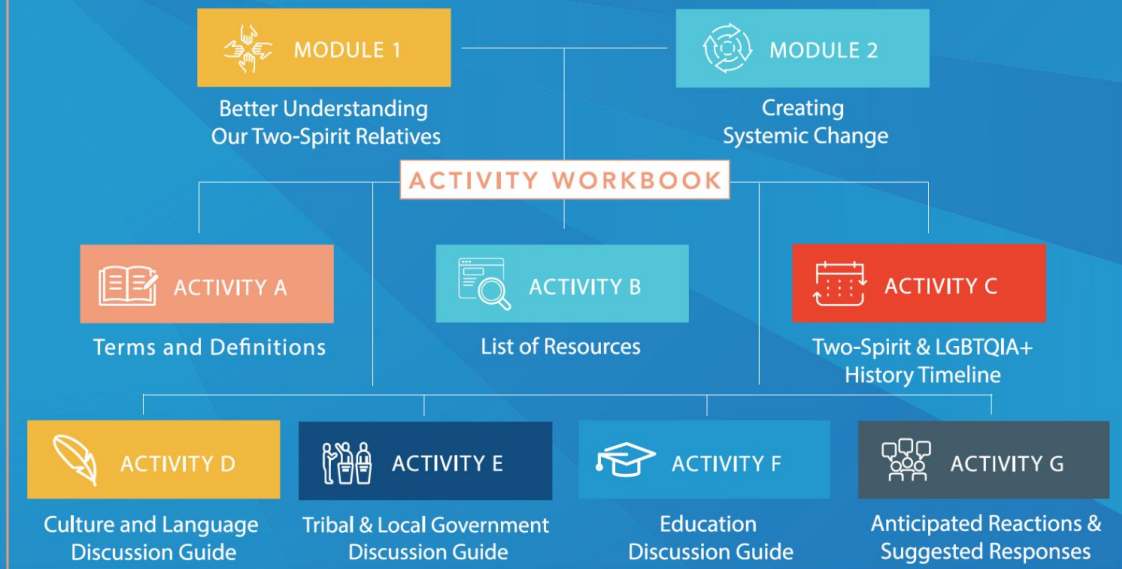 MODULE 1
MODULE 2
Better Understanding
Our Two-Spirit Relatives
Creating
Systemic Change
ACTIVITY WORKBOOK
ACTIVITY A
ACTIVITY B
ACTIVITY C
Terms and Definitions
List of Resources
Two-Spirit & LGBTQIA+
History Timeline
ACTIVITY D
ACTIVITY E
ACTIVITY F
ACTIVITY G
Culture and Language
Discussion Guide
Tribal & Local Government
Discussion Guide
Education
Discussion Guide
Anticipated Reactions &
Suggested Responses